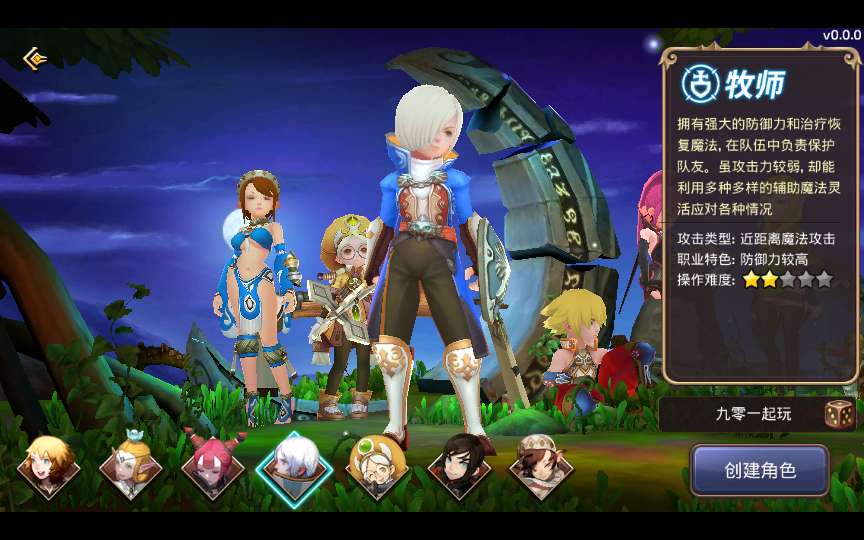 v0.0.0
牧师
拥有强大的防御力和治疗恢
复魔法, 在队伍中负责保护
队友。虽攻击力较弱, 却能
利用多种多样的辅助魔法灵
活应对各种情况
攻击类型: 近距离魔法攻击
职业特色: 防御力较高
操作难度:
九零一起玩
创建角色